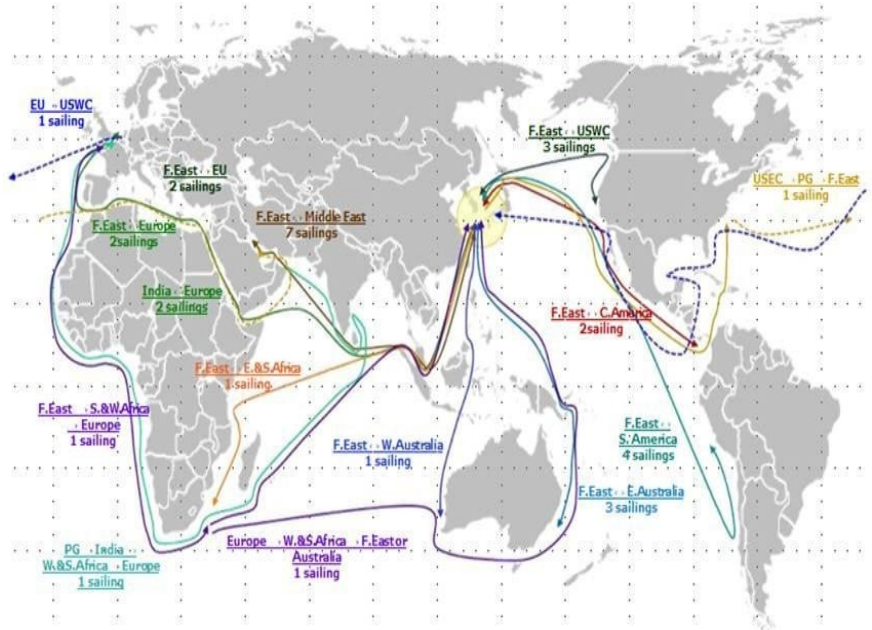 EU ↔ USWC
1 sailing
F.East ↔ USWC
3 sailings
F.East ↔ EU
2 sailings
USEC → PG → F.East
1 sailing
F.East ↔ Europe
2sailings
F.East ↔ Middle East
7 sailings
India ↔ Europe
2 sailings
F.East ↔ C.America
2sailing
F.East ↔ E.&S.Africa
1 sailing.
F.East → S.&W.Africa
→ Europe
1 sailing
F.East ↔ W.Australia
1 sailing
F.East ↔
S.America
4 sailings
F.East ↔ E.Australia
3 sailings
PG → India ↔
W.&S.Africa → Europe
1 sailing
Europe → W.&S.Africa → F.Eastor
Australia
1 sailing